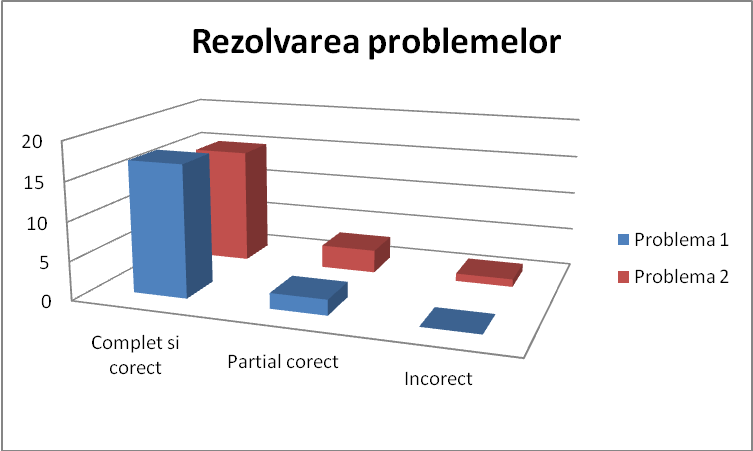 Rezolvarea problemelor
20
15
10
5
0
Complet si
corect
Partial corect
Incorect
Problema 1
Problema 2